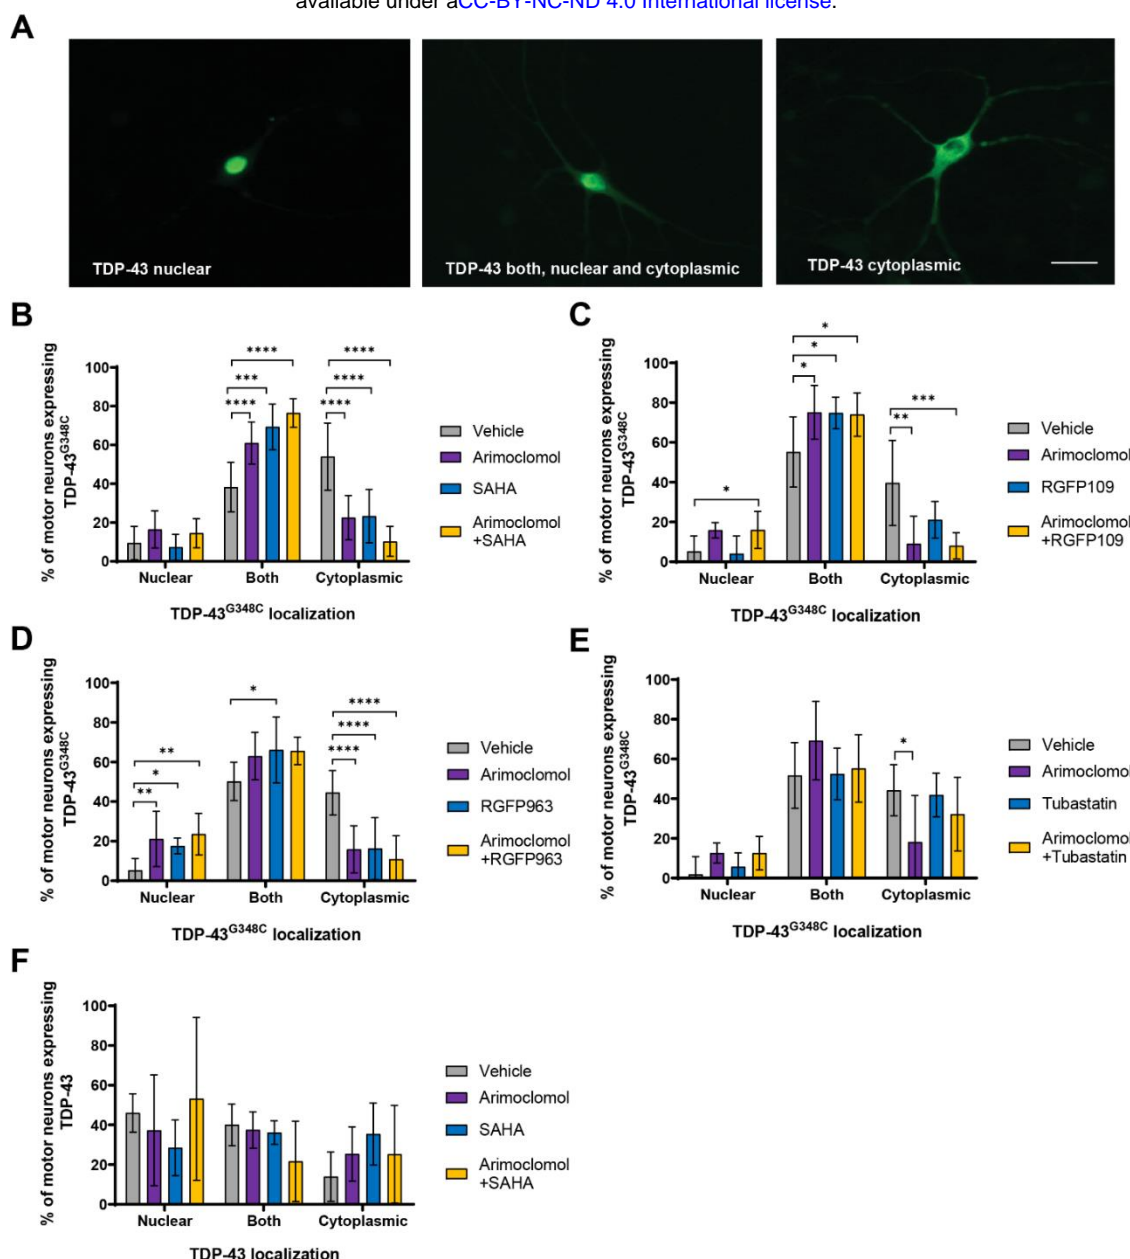 available under aCC-BY-NC-ND 4.0 International license.
A
TDP-43 nuclear
TDP-43 both, nuclear and cytoplasmic
TDP-43 cytoplasmic
B
% of motor neurons expressing
TDP-43G348C
100
80
60
40
20
0
****
***
****
****
****
****
Nuclear Both Cytoplasmic
TDP-43G348C localization
Vehicle
Arimoclomol
SAHA
Arimoclomol
+SAHA
C
% of motor neurons expressing
TDP-43G348C
100
80
60
40
20
0
*
*
*
*
***
**
Nuclear Both Cytoplasmic
TDP-43G348C localization
Vehicle
Arimoclomol
RGFP109
Arimoclomol
+RGFP109
D
% of motor neurons expressing
TDP-43G348C
100
80
60
40
20
0
**
*
**
*
****
****
****
Nuclear Both Cytoplasmic
TDP-43G348C localization
Vehicle
Arimoclomol
RGFP963
Arimoclomol
+RGFP963
E
% of motor neurons expressing
TDP-43G348C
100
80
60
40
20
0
*
Nuclear Both Cytoplasmic
TDP-43G348C localization
Vehicle
Arimoclomol
Tubastatin
Arimoclomol
+Tubastatin
F
% of motor neurons expressing
TDP-43
100
80
60
40
20
0
Nuclear Both Cytoplasmic
TDP-43 localization
Vehicle
Arimoclomol
SAHA
Arimoclomol
+SAHA